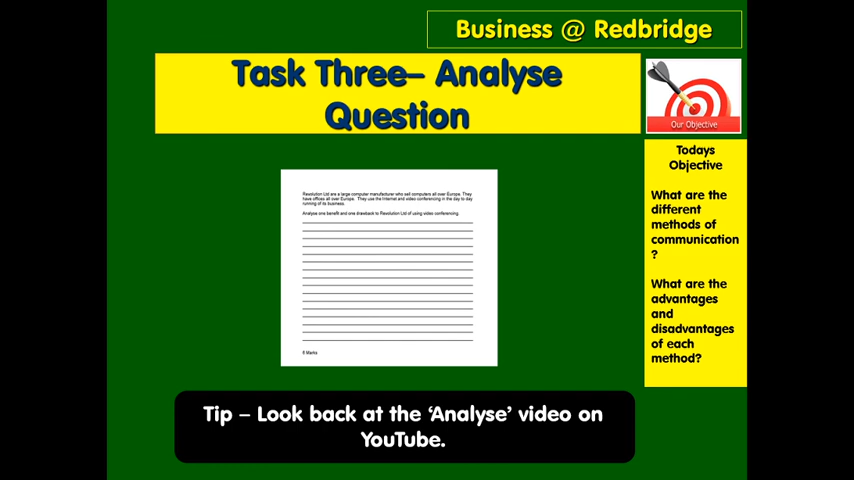 Business @ Redbridge
Task Three– Analyse
Question
Our Objective
Todays
Objective
What are the
different
methods of
communication
?
What are the
advantages
and
disadvantages
of each
method?
Revolution Ltd are a large computer manufacturer who sell computers all over Europe. They
have offices all over Europe. They use the Internet and video conferencing in the day to day
running of its business.
Analyse one benefit and one drawback to Revolution Ltd of using video conferencing.
6 Marks
Tip – Look back at the ‘Analyse’ video on
YouTube.